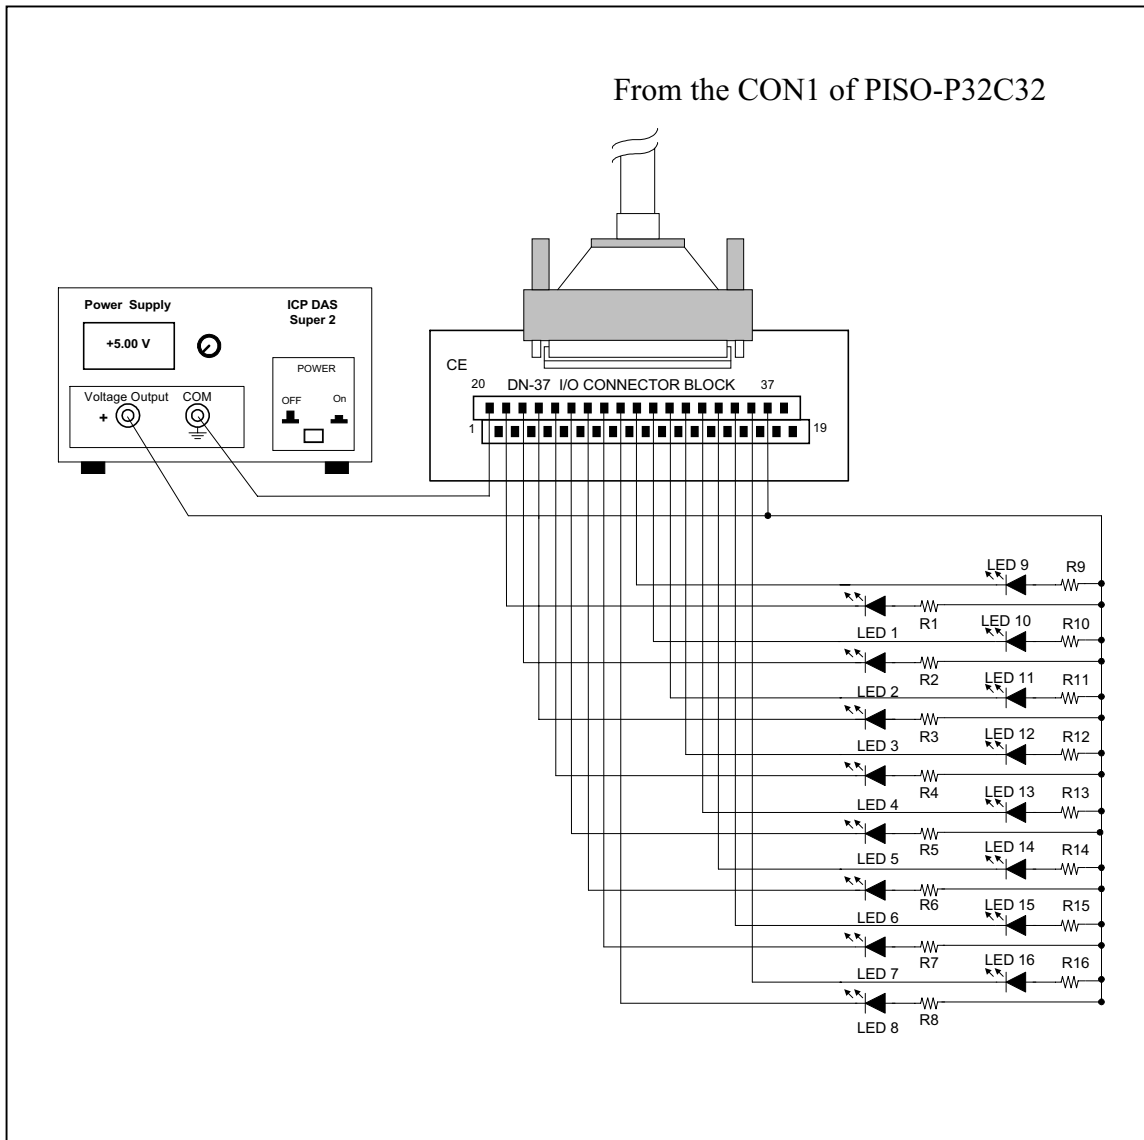 From the CON1 of PISO-P32C32
Power Supply
ICP DAS
Super 2
+5.00 V
POWER
OFF
On
Voltage Output
COM
+
CE
20
DN-37 I/O CONNECTOR BLOCK
37
1
19
LED 9
R9
LED 1
R1
LED 10
R10
LED 2
R2
LED 11
R11
LED 3
R3
LED 12
R12
LED 4
R4
LED 13
R13
LED 5
R5
LED 14
R14
LED 6
R6
LED 15
R15
LED 7
R7
LED 16
R16
LED 8
R8